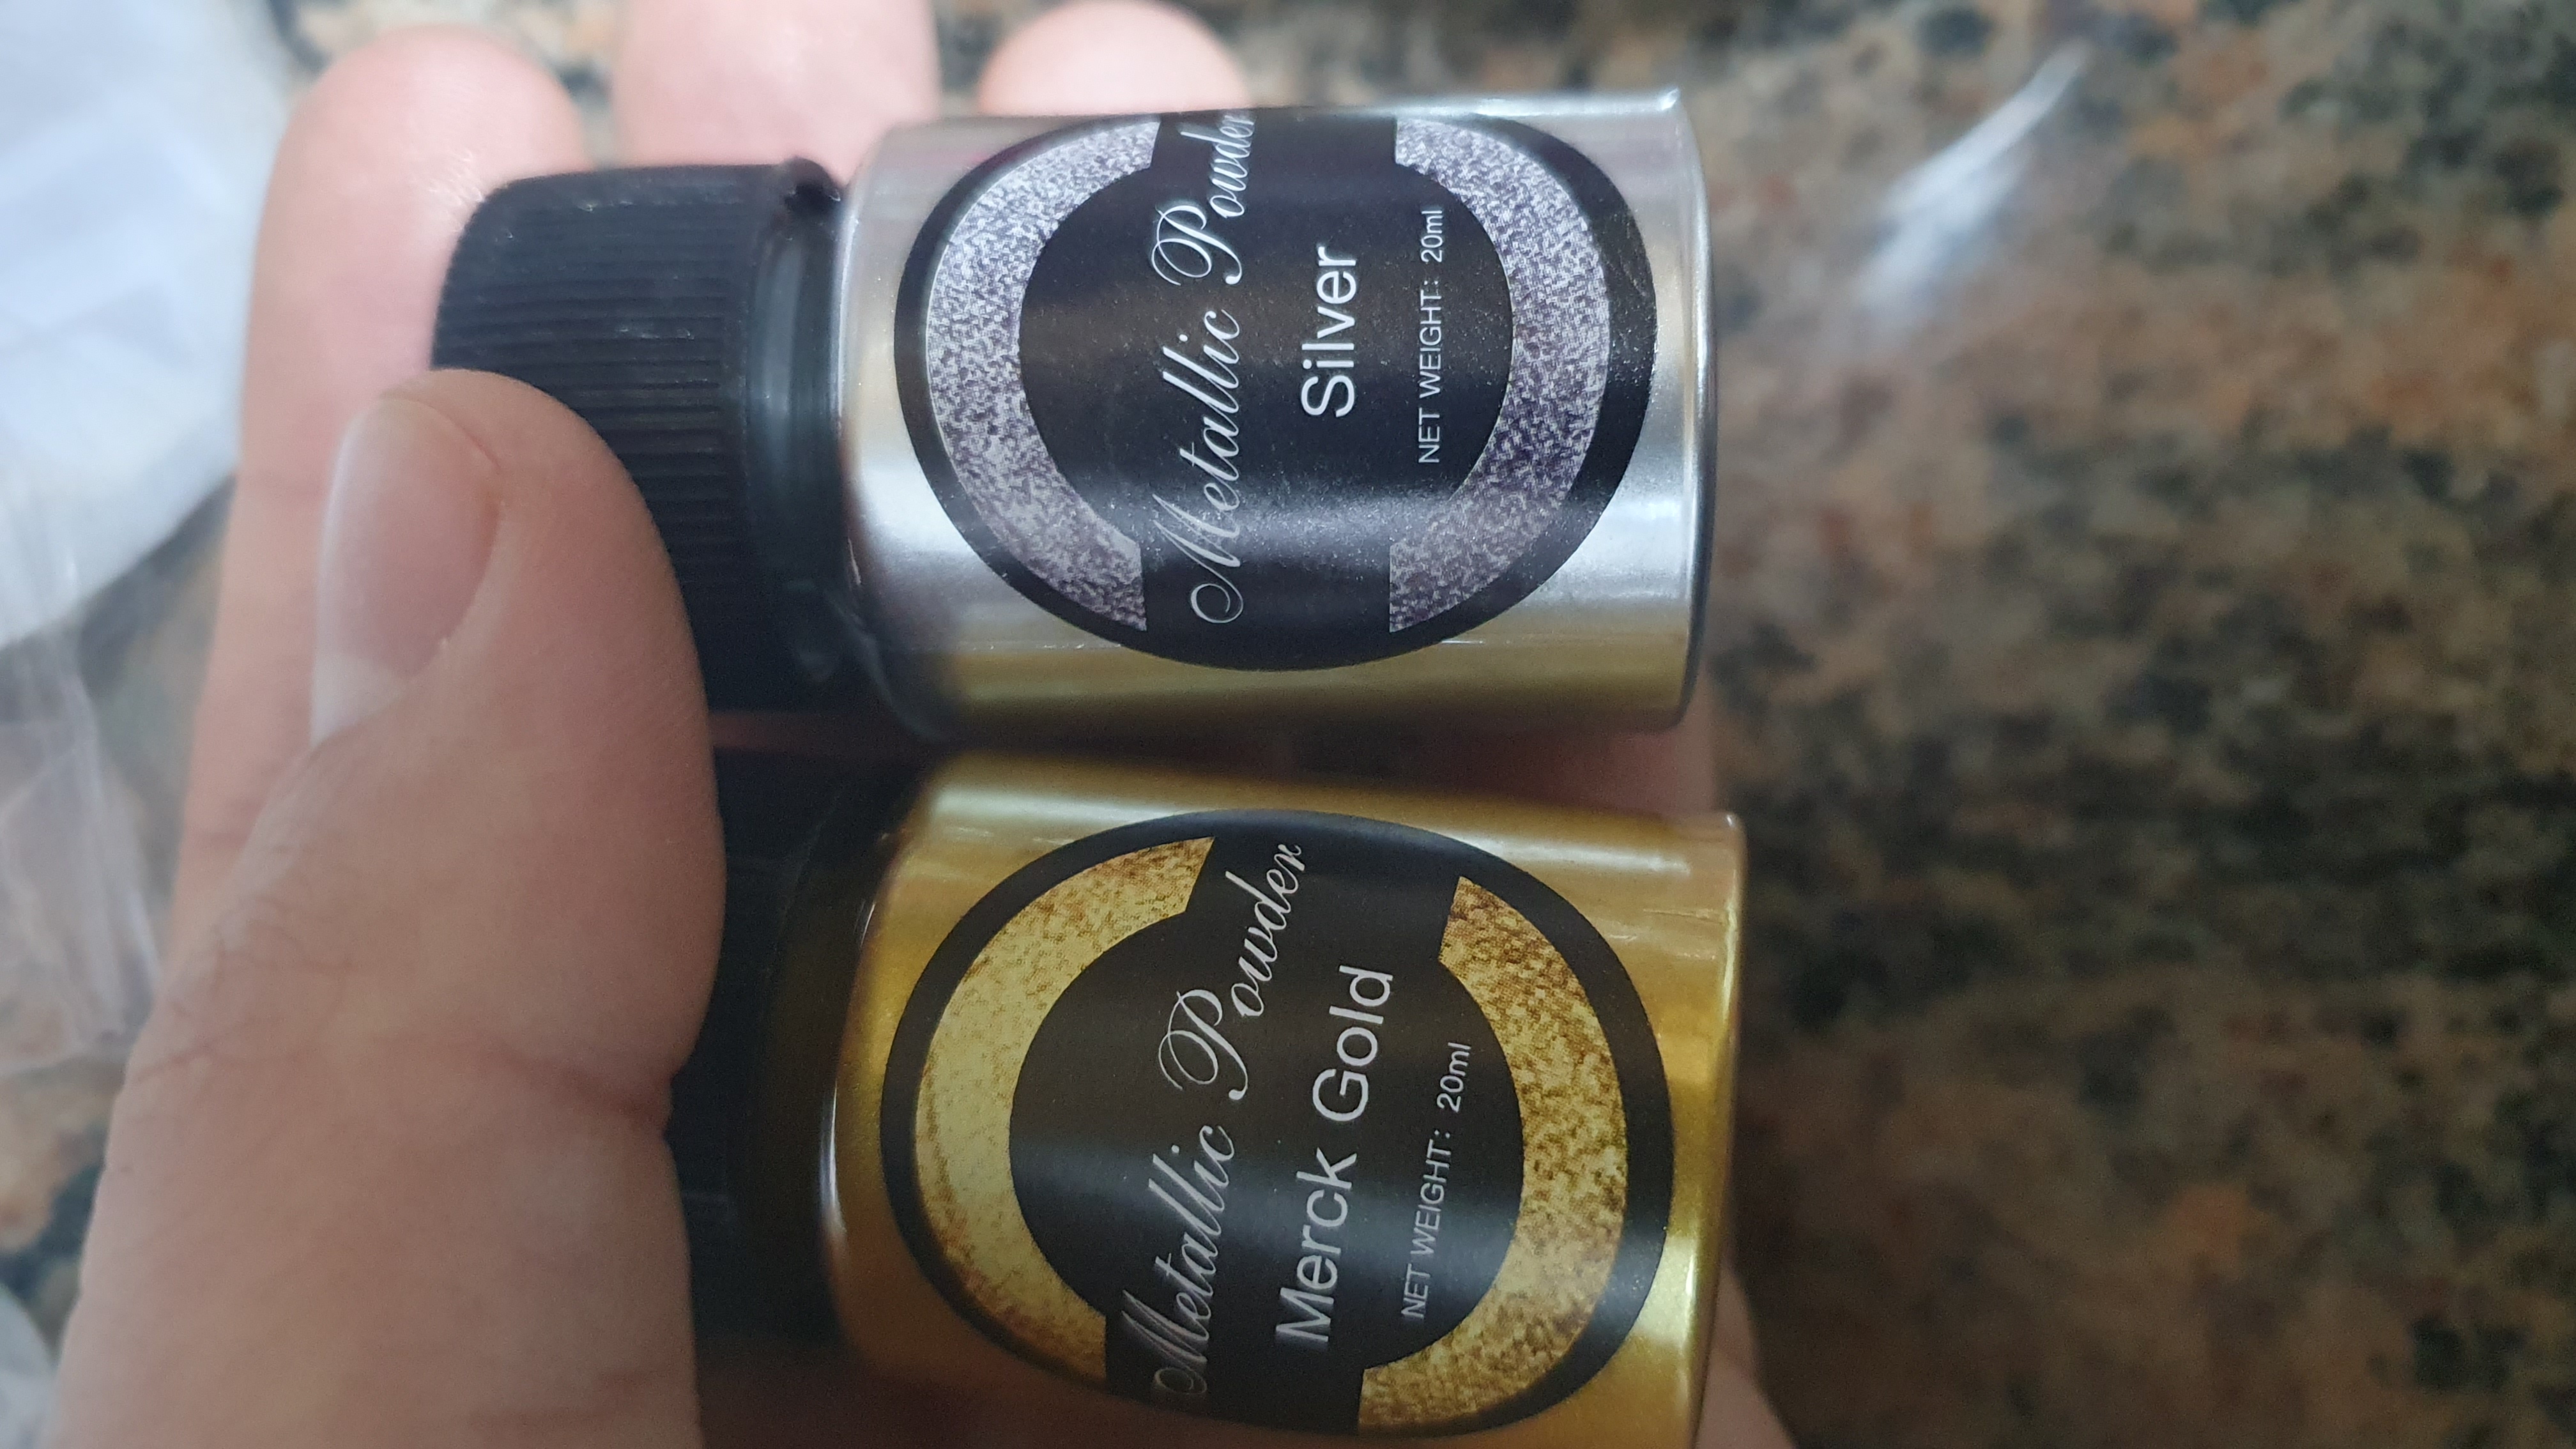 Metallic Powder
Silver
NET WEIGHT: 20ml
Metallic Powder
Merck Gold
NET WEIGHT: 20ml